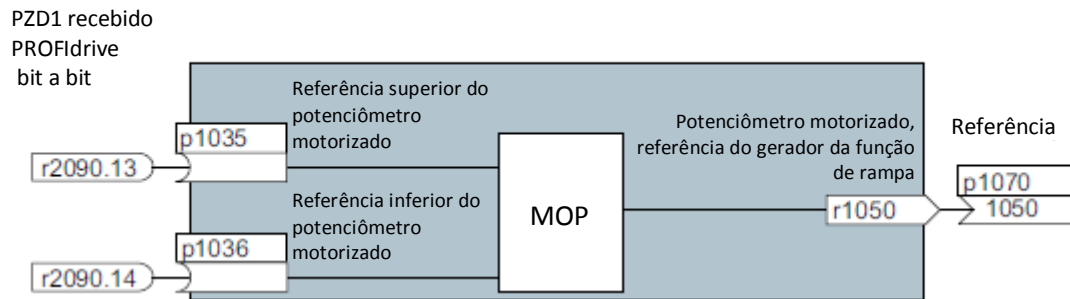 PZD1 recebido
PROFIdrive
bit a bit
Referência superior do
potenciômetro
motorizado
p1035
r2090.13
Referência inferior do
potenciômetro
motorizado
p1036
r2090.14
MOP
Potenciômetro motorizado,
referência do gerador da função
de rampa
r1050
Referência
p1070
1050